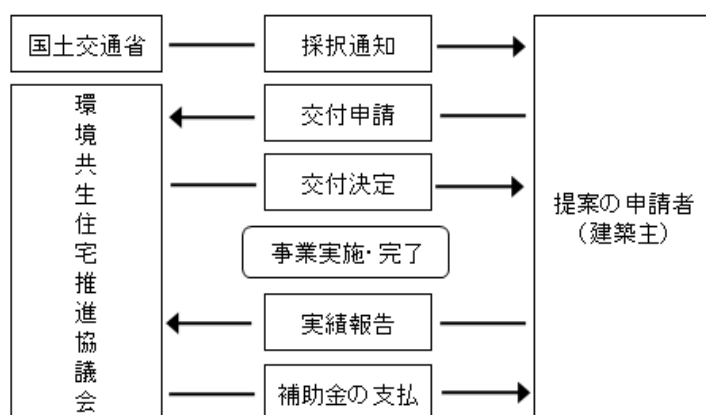 国土交通省
採択通知
環境共生住宅推進協議会
交付申請
交付決定
事業実施・完了
実績報告
補助金の支払
提案の申請者
（建築主）